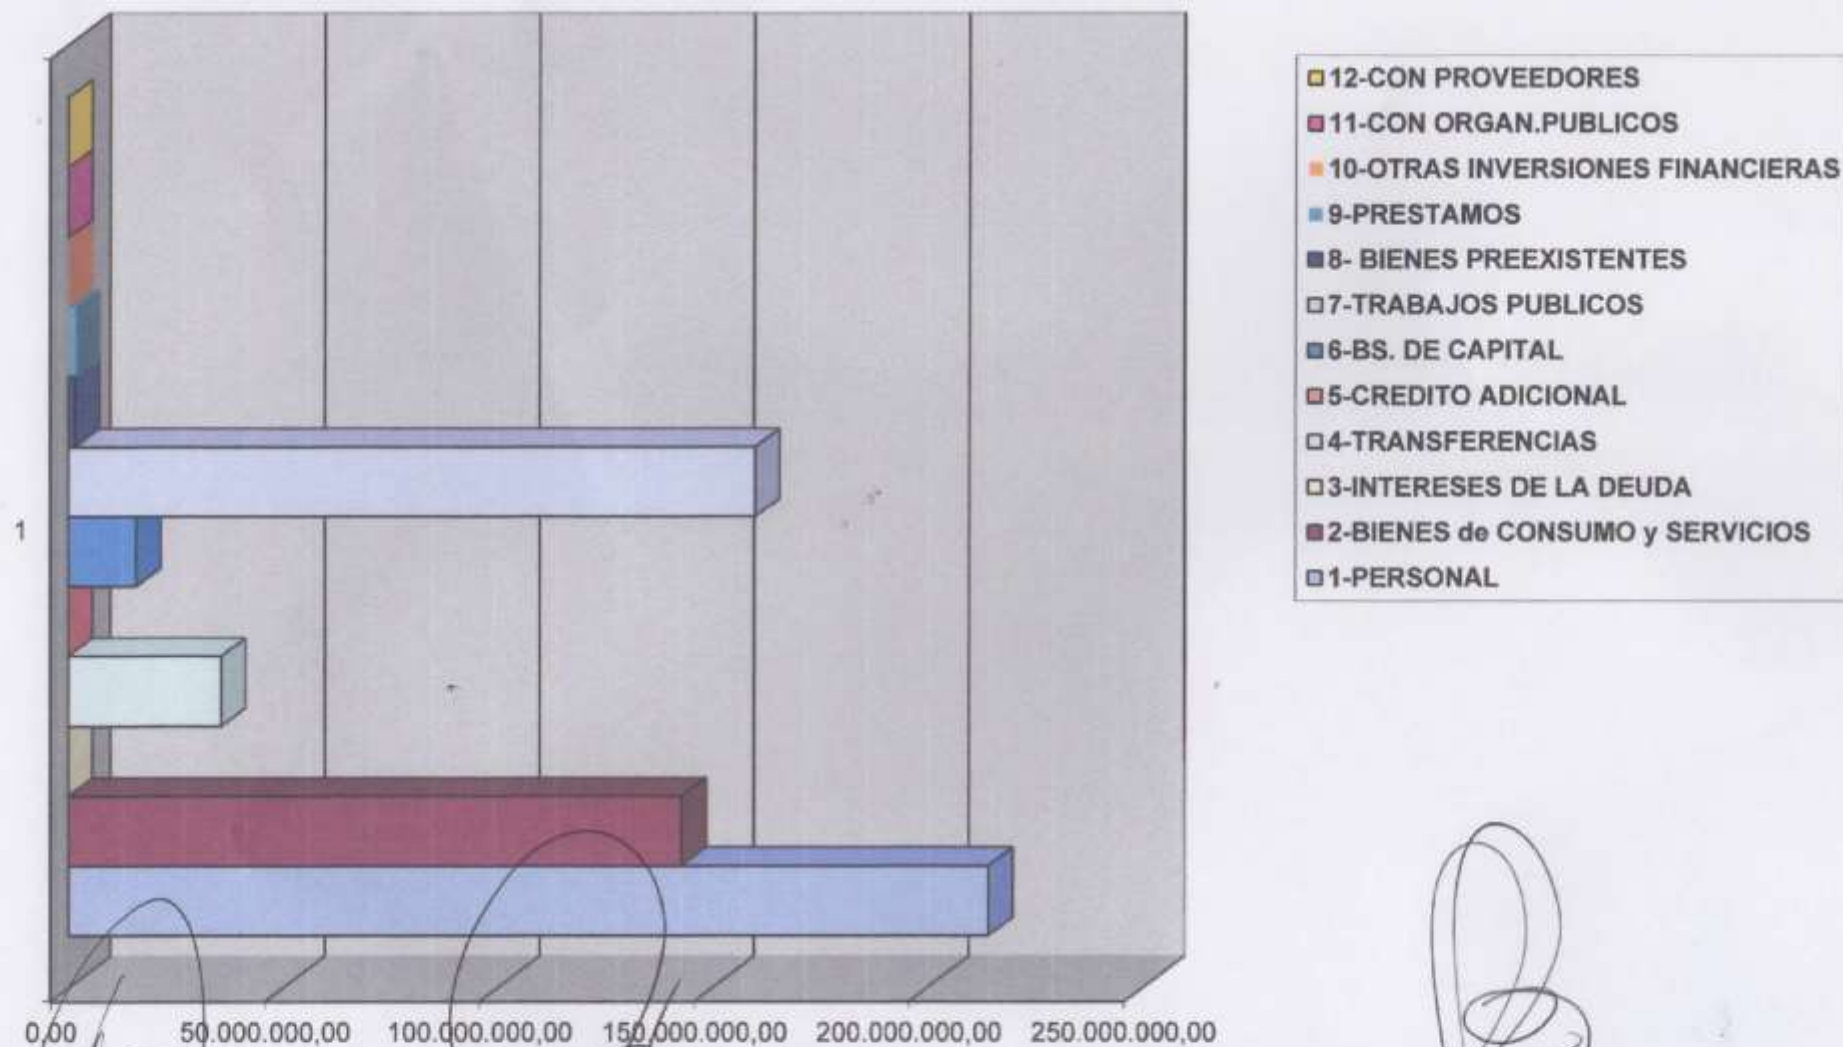 12-CON PROVEEDORES
11-CON ORGAN.PUBLICOS
10-OTRAS INVERSIONES FINANCIERAS
9-PRESTAMOS
8- BIENES PREEXISTENTES
7-TRABAJOS PUBLICOS
6-BS. DE CAPITAL
5-CREDITO ADICIONAL
4-TRANSFERENCIAS
3-INTERESES DE LA DEUDA
2-BIENES de CONSUMO y SERVICIOS
1-PERSONAL
1
0,00 50.000.000,00 100.000.000,00 150.000.000,00 200.000.000,00 250.000.000,00